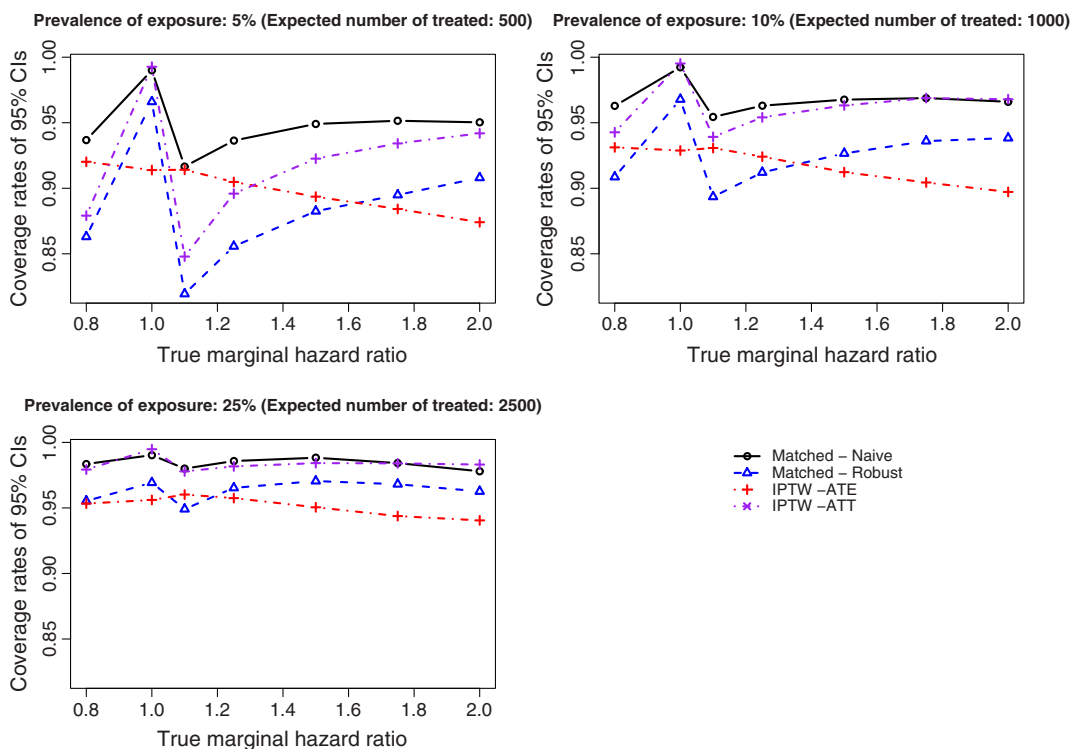 Prevalence of exposure: 5% (Expected number of treated: 500)
Coverage rates of 95% CIs
1.00
0.95
0.90
0.85
0.8 1.0 1.2 1.4 1.6 1.8 2.0
True marginal hazard ratio
Prevalence of exposure: 10% (Expected number of treated: 1000)
Coverage rates of 95% CIs
1.00
0.95
0.90
0.85
0.8 1.0 1.2 1.4 1.6 1.8 2.0
True marginal hazard ratio
Prevalence of exposure: 25% (Expected number of treated: 2500)
Coverage rates of 95% CIs
1.00
0.95
0.90
0.85
0.8 1.0 1.2 1.4 1.6 1.8 2.0
True marginal hazard ratio
Matched − Naive
Matched − Robust
IPTW −ATE
IPTW −ATT